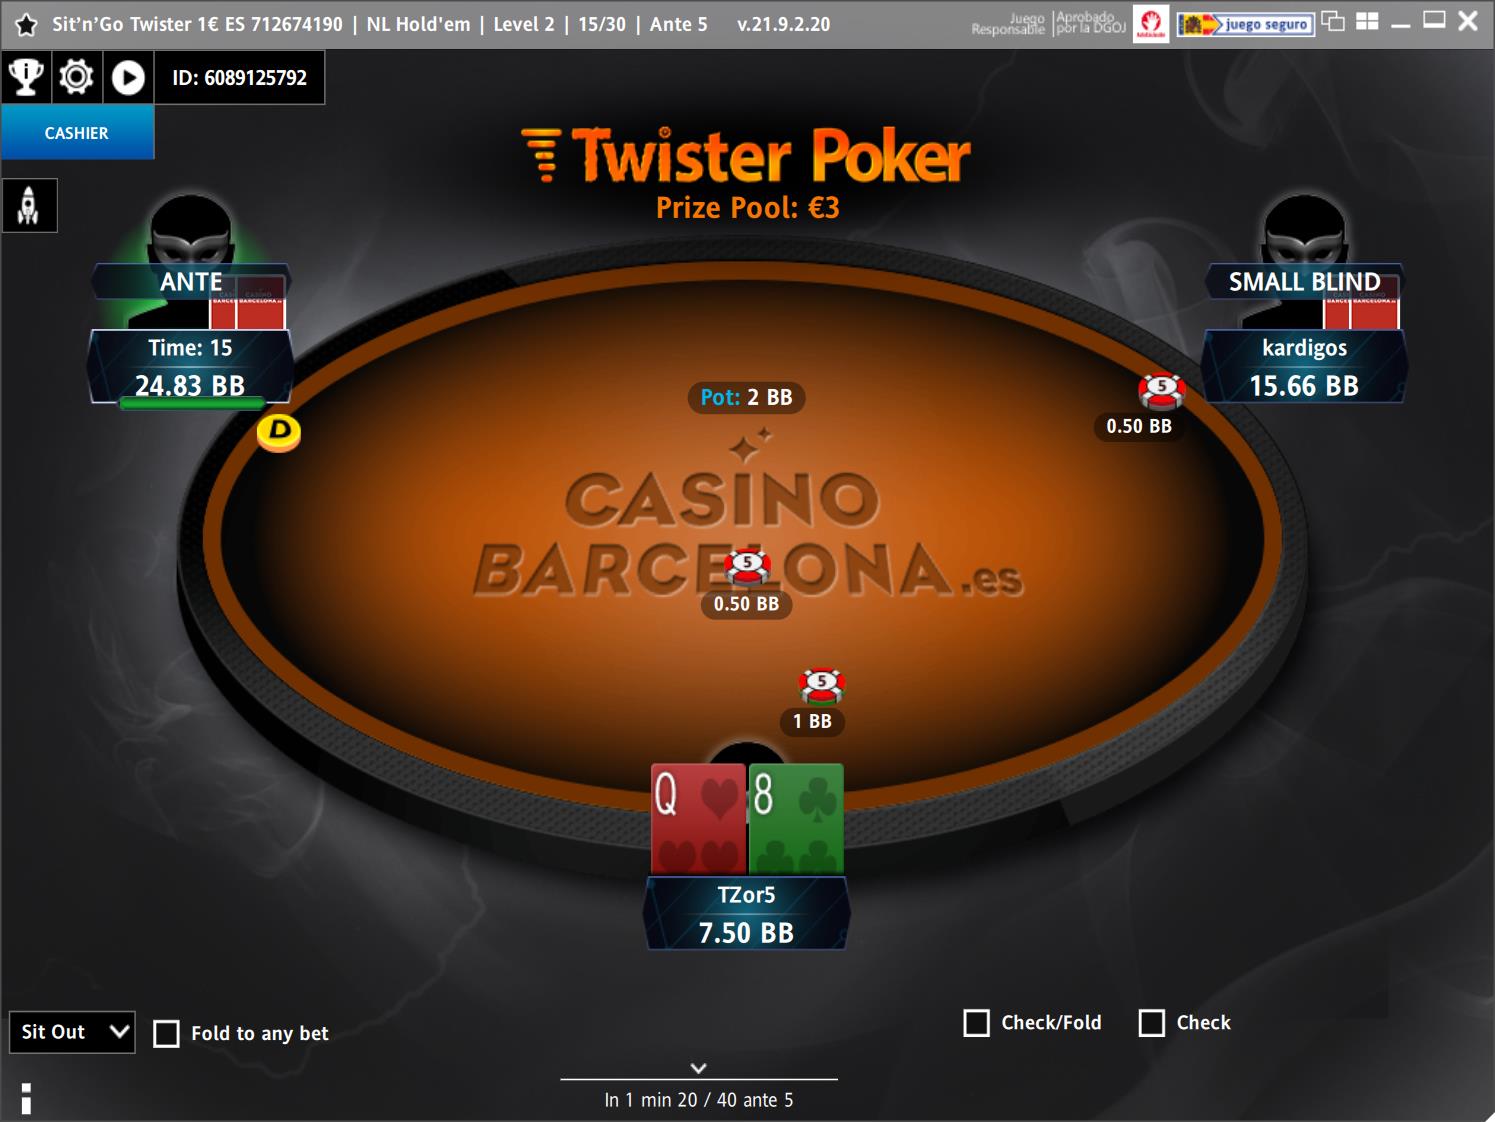 Sit'n'Go Twister 1€ ES 712674190 | NL Hold'em | Level 2 | 15/30 | Ante 5 v.21.9.2.20
Juego Responsable
Aprobado por la DGOJ
juego seguro
ID: 6089125792
CASHIER
Twister Poker
Prize Pool: €3
ANTE
Time: 15
24.83 BB
D
SMALL BLIND
kardigos
15.66 BB
5
0.50 BB
Pot: 2 BB
CASINO
BARCELONA.es
5
0.50 BB
5
1 BB
Q 8
TZor5
7.50 BB
Sit Out
Fold to any bet
Check/Fold
Check
In 1 min 20 / 40 ante 5